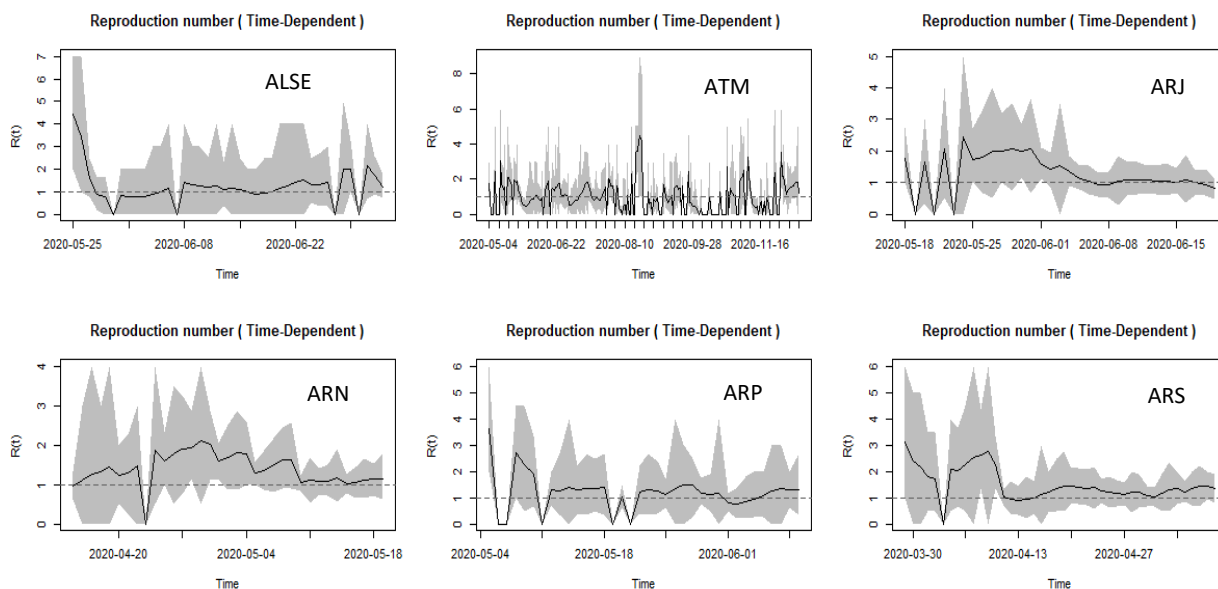 Reproduction number ( Time-Dependent )
ALSE
R(t)
7
6
5
4
3
2
1
0
2020-05-25 2020-06-08 2020-06-22
Time
Reproduction number ( Time-Dependent )
ATM
R(t)
8
6
4
2
0
2020-05-04 2020-06-22 2020-08-10 2020-09-28 2020-11-16
Time
Reproduction number ( Time-Dependent )
ARJ
R(t)
5
4
3
2
1
0
2020-05-18 2020-05-25 2020-06-01 2020-06-08 2020-06-15
Time
Reproduction number ( Time-Dependent )
ARN
R(t)
4
3
2
1
0
2020-04-20 2020-05-04 2020-05-18
Time
Reproduction number ( Time-Dependent )
ARP
R(t)
6
5
4
3
2
1
0
2020-05-04 2020-05-18 2020-06-01
Time
Reproduction number ( Time-Dependent )
ARS
R(t)
6
5
4
3
2
1
0
2020-03-30 2020-04-13 2020-04-27
Time